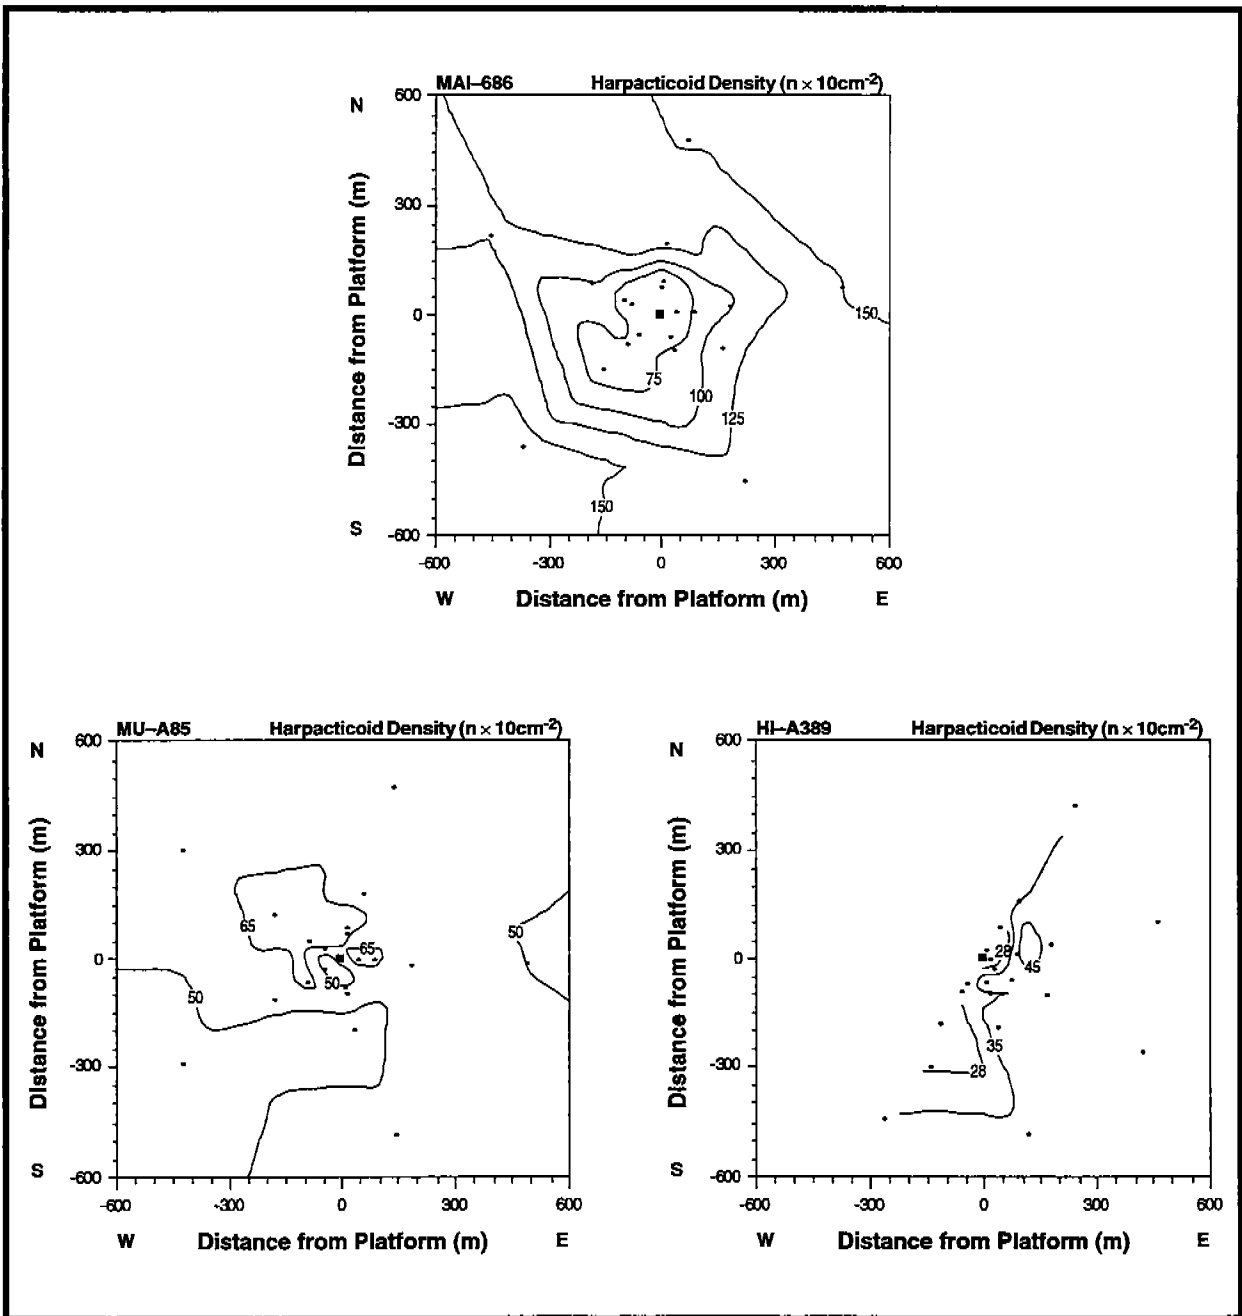 MAI–686 Harpacticoid Density (n × 10cm⁻²)
N
600
300
0
-300
-600
S
Distance from Platform (m)
150
75
100
125
150
-600 -300 0 300 600
W Distance from Platform (m) E
MU–A85 Harpacticoid Density (n × 10cm⁻²)
N
600
300
0
-300
-600
S
Distance from Platform (m)
65
65
50
50
50
-600 -300 0 300 600
W Distance from Platform (m) E
HI–A389 Harpacticoid Density (n × 10cm⁻²)
N
600
300
0
-300
-600
S
Distance from Platform (m)
28
45
35
28
-600 -300 0 300 600
W Distance from Platform (m) E